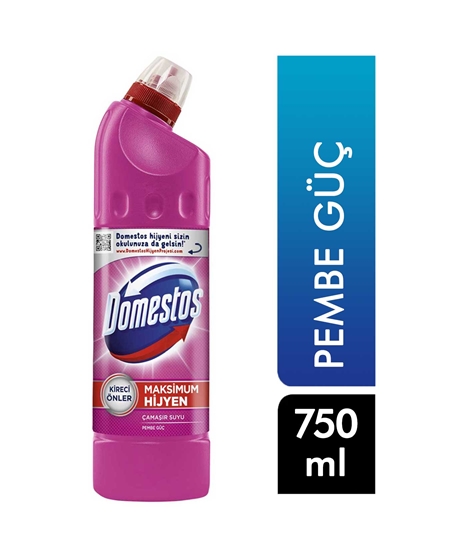 Domestos hijyeni sizin
okulunuza da gelsin!*
www.DomestosHijyenProjesi.com
Domestos
KİRECİ
ÖNLER
MAKSİMUM
HİJYEN
ÇAMAŞIR SUYU
PEMBE GÜÇ
PEMBE GÜÇ
750
ml